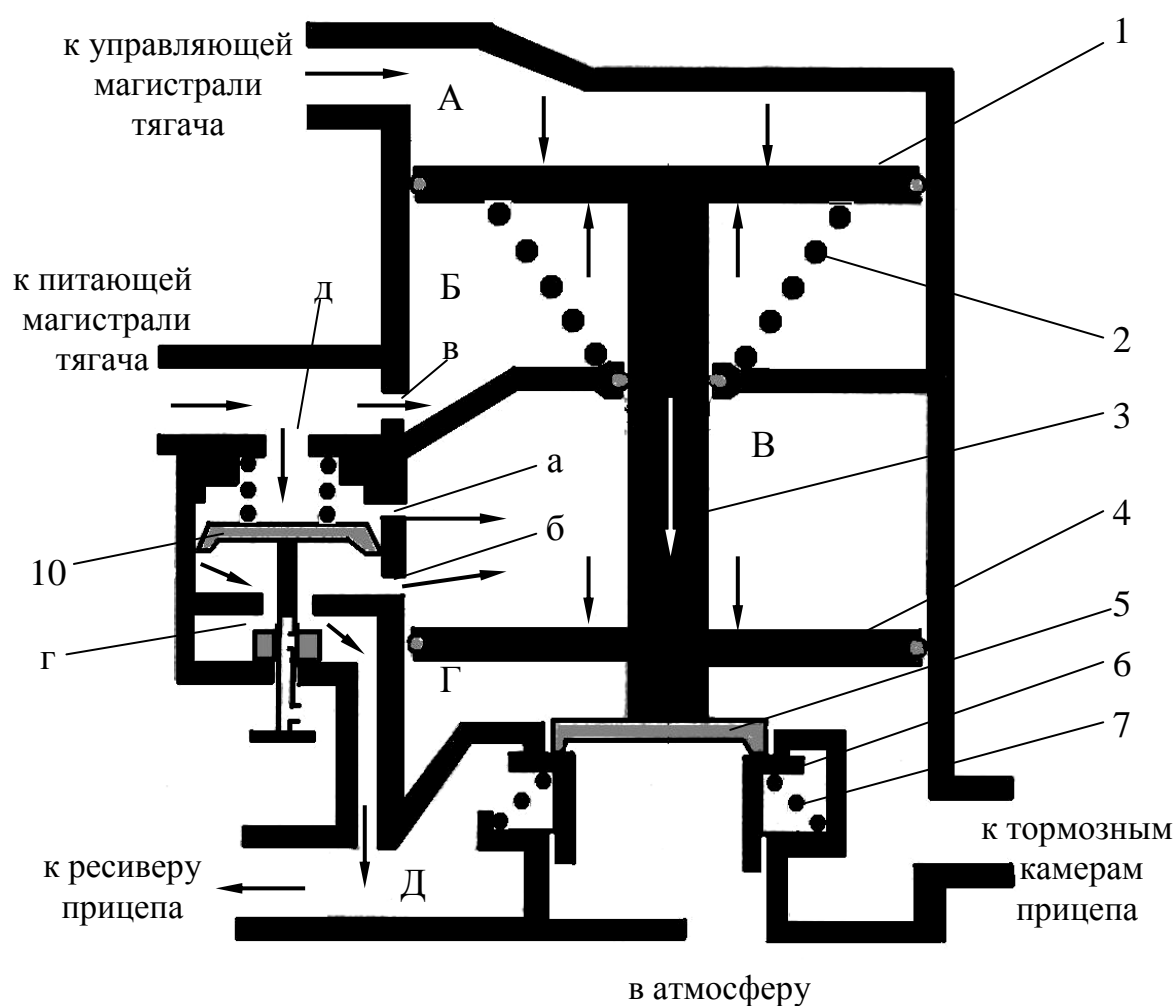 к управляющей
магистрали
тягача
1
А
к питающей
магистрали
тягача
д
Б
в
2
3
В
а
4
б
10
5
г
Г
6
7
к тормозным
камерам
прицепа
к ресиверу
прицепа
Д
в атмосферу